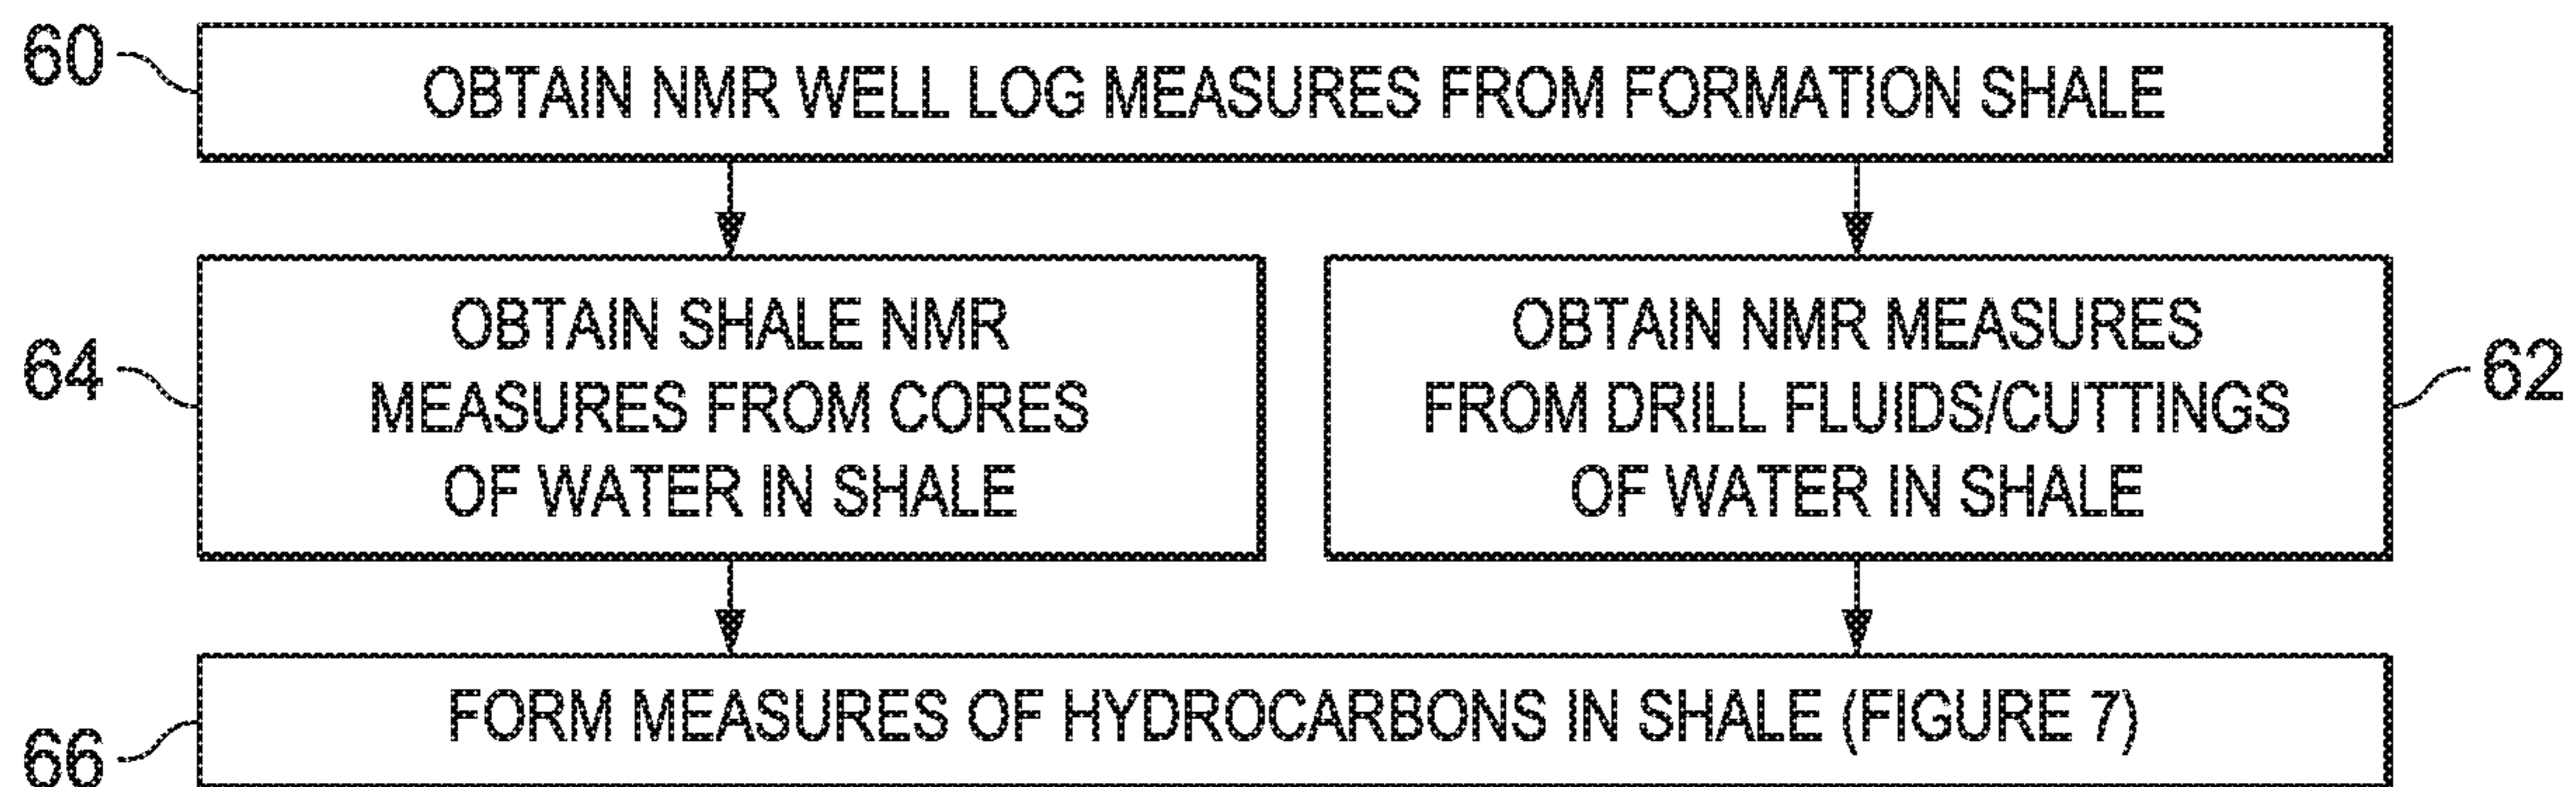 60
OBTAIN NMR WELL LOG MEASURES FROM FORMATION SHALE
64
OBTAIN SHALE NMR
MEASURES FROM CORES
OF WATER IN SHALE
OBTAIN NMR MEASURES
FROM DRILL FLUIDS/CUTTINGS
OF WATER IN SHALE
62
66
FORM MEASURES OF HYDROCARBONS IN SHALE (FIGURE 7)